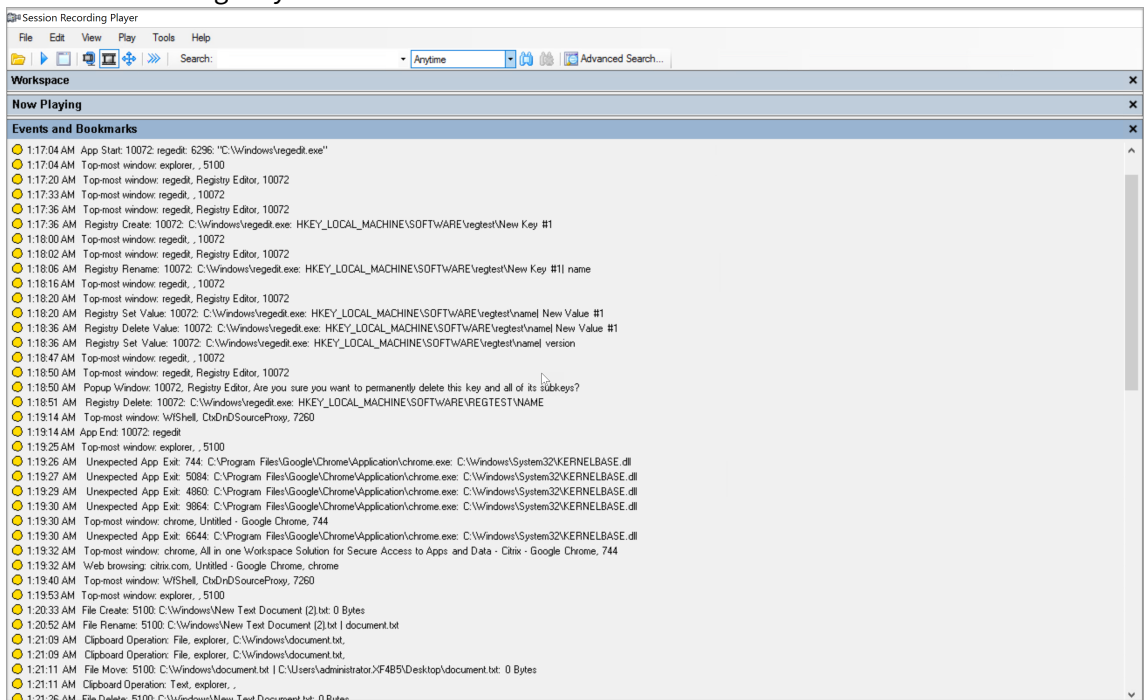 Session Recording Player
File Edit View Play Tools Help
Search: Anytime Advanced Search...
Workspace
Now Playing
Events and Bookmarks
1:17:04 AM App Start: 10072: regedit: 6296: "C:\Windows\regedit.exe"
1:17:04 AM Top-most window: explorer, , 5100
1:17:20 AM Top-most window: regedit, Registry Editor, 10072
1:17:33 AM Top-most window: regedit, , 10072
1:17:36 AM Top-most window: regedit, Registry Editor, 10072
1:17:36 AM Registry Create: 10072: C:\Windows\regedit.exe: HKEY_LOCAL_MACHINE\SOFTWARE\regtest\New Key #1
1:18:00 AM Top-most window: regedit, , 10072
1:18:02 AM Top-most window: regedit, Registry Editor, 10072
1:18:06 AM Registry Rename: 10072: C:\Windows\regedit.exe: HKEY_LOCAL_MACHINE\SOFTWARE\regtest\New Key #1| name
1:18:16 AM Top-most window: regedit, , 10072
1:18:20 AM Top-most window: regedit, Registry Editor, 10072
1:18:20 AM Registry Set Value: 10072: C:\Windows\regedit.exe: HKEY_LOCAL_MACHINE\SOFTWARE\regtest\name| New Value #1
1:18:36 AM Registry Delete Value: 10072: C:\Windows\regedit.exe: HKEY_LOCAL_MACHINE\SOFTWARE\regtest\name| New Value #1
1:18:36 AM Registry Set Value: 10072: C:\Windows\regedit.exe: HKEY_LOCAL_MACHINE\SOFTWARE\regtest\name| version
1:18:47 AM Top-most window: regedit, , 10072
1:18:50 AM Top-most window: regedit, Registry Editor, 10072
1:18:50 AM Popup Window: 10072, Registry Editor, Are you sure you want to permanently delete this key and all of its subkeys?
1:18:51 AM Registry Delete: 10072: C:\Windows\regedit.exe: HKEY_LOCAL_MACHINE\SOFTWARE\REGTEST\NAME
1:19:14 AM Top-most window: WfShell, CtxDnDSourceProxy, 7260
1:19:14 AM App End: 10072: regedit
1:19:25 AM Top-most window: explorer, , 5100
1:19:26 AM Unexpected App Exit: 744: C:\Program Files\Google\Chrome\Application\chrome.exe: C:\Windows\System32\KERNELBASE.dll
1:19:27 AM Unexpected App Exit: 5084: C:\Program Files\Google\Chrome\Application\chrome.exe: C:\Windows\System32\KERNELBASE.dll
1:19:29 AM Unexpected App Exit: 4860: C:\Program Files\Google\Chrome\Application\chrome.exe: C:\Windows\System32\KERNELBASE.dll
1:19:30 AM Unexpected App Exit: 9864: C:\Program Files\Google\Chrome\Application\chrome.exe: C:\Windows\System32\KERNELBASE.dll
1:19:30 AM Top-most window: chrome, Untitled - Google Chrome, 744
1:19:30 AM Unexpected App Exit: 6644: C:\Program Files\Google\Chrome\Application\chrome.exe: C:\Windows\System32\KERNELBASE.dll
1:19:32 AM Top-most window: chrome, All in one Workspace Solution for Secure Access to Apps and Data - Citrix - Google Chrome, 744
1:19:32 AM Web browsing: citrix.com, Untitled - Google Chrome, chrome
1:19:40 AM Top-most window: WfShell, CtxDnDSourceProxy, 7260
1:19:53 AM Top-most window: explorer, , 5100
1:20:33 AM File Create: 5100: C:\Windows\New Text Document (2).txt: 0 Bytes
1:20:52 AM File Rename: 5100: C:\Windows\New Text Document (2).txt | document.txt
1:21:09 AM Clipboard Operation: File, explorer, C:\Windows\document.txt,
1:21:09 AM Clipboard Operation: File, explorer, C:\Windows\document.txt,
1:21:11 AM File Move: 5100: C:\Windows\document.txt | C:\Users\administrator.XF4B5\Desktop\document.txt: 0 Bytes
1:21:11 AM Clipboard Operation: Text, explorer, ,
1:21:26 AM File Delete: 5100: C:\Windows\New Text Document.txt: 0 Bytes